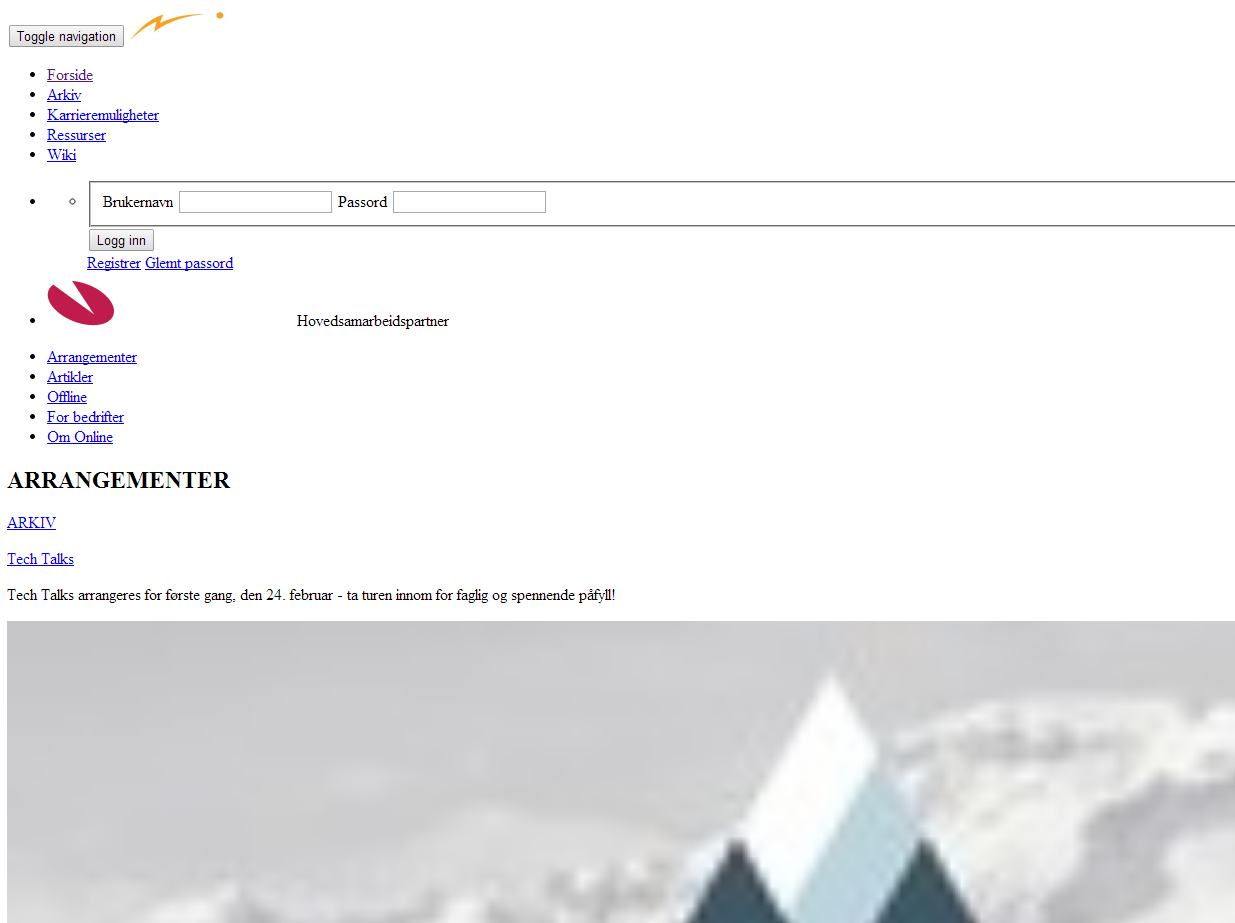 Toggle navigation
Forside
Arkiv
Karrieremuligheter
Ressurser
Wiki
Brukernavn Passord
Logg inn
Registrer Glemt passord
Hovedsamarbeidspartner
Arrangementer
Artikler
Offline
For bedrifter
Om Online
ARRANGEMENTER
ARKIV
Tech Talks
Tech Talks arrangeres for første gang, den 24. februar - ta turen innom for faglig og spennende påfyll!